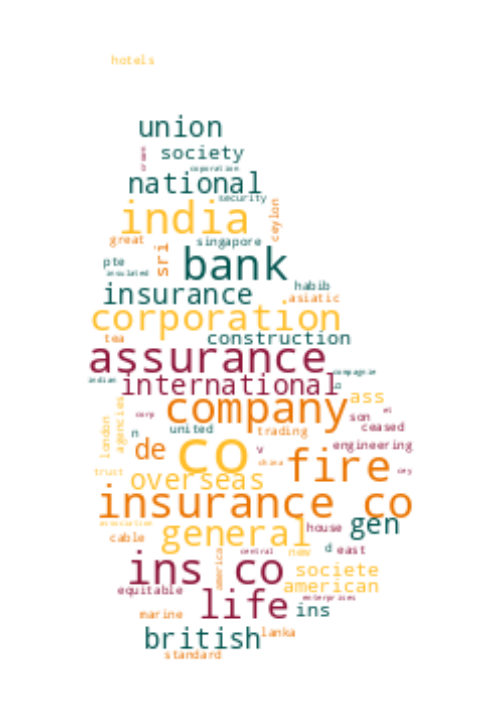 hotels
union
society
corporation
national
security
india
ceylon
great
singapore
sri
bank
pte
insulated
habib
insurance
asiatic
corporation
tea
construction
assurance
compagnie
indian
international
ass
company
corp
son
london
agencies
united
trading
ceased
n
de
co
v
engineering
fire
china
trust
overseas
cey
insurance co
association
general
house
gen
cable
central
new
d
east
ins co
america
societe
american
equitable
enterprises
life
ins
marine
british
lanka
standard